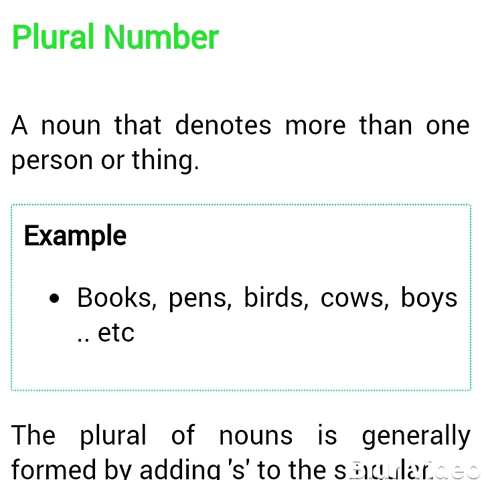 Plural Number
A noun that denotes more than one
person or thing.
Example
• Books, pens, birds, cows, boys
.. etc
The plural of nouns is generally
formed by adding 's' to the